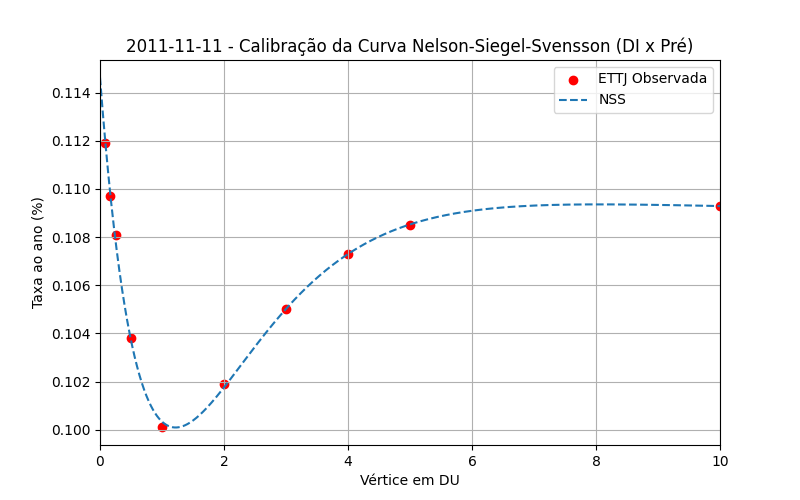 2011-11-11 - Calibração da Curva Nelson-Siegel-Svensson (DI x Pré)
ETTJ Observada
NSS
Taxa ao ano (%)
0.114
0.112
0.110
0.108
0.106
0.104
0.102
0.100
0 2 4 6 8 10
Vértice em DU